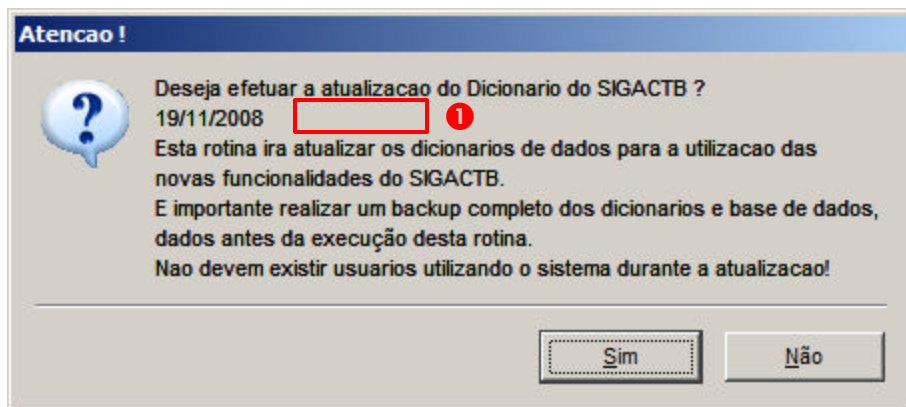 Atencao !
Deseja efetuar a atualizacao do Dicionario do SIGACTB ?
19/11/2008
1
Esta rotina ira atualizar os dicionarios de dados para a utilizacao das
novas funcionalidades do SIGACTB.
E importante realizar um backup completo dos dicionarios e base de dados,
dados antes da execução desta rotina.
Nao devem existir usuarios utilizando o sistema durante a atualizacao!
Sim
Não